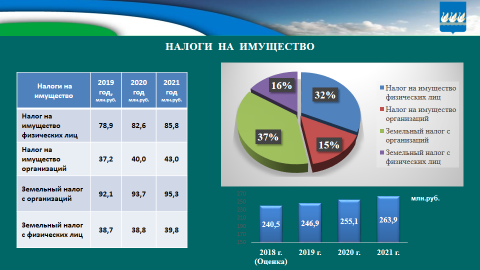 НАЛОГИ НА ИМУЩЕСТВО
Налоги на
имущество
2019
год,
млн.руб.
2020
год
млн.руб.
2021
год
млн.руб.
Налог на
имущество
физических лиц
78,9
82,6
85,8
Налог на
имущество
организаций
37,2
40,0
43,0
Земельный налог
с организаций
92,1
93,7
95,3
Земельный налог
с физических лиц
38,7
38,8
39,8
16%
32%
37%
15%
Налог на имущество
физических лиц
Налог на имущество
организаций
Земельный налог с
организаций
Земельный налог с
физических лиц
млн.руб.
240,5
246,9
255,1
263,9
2018 г.
(Оценка)
2019 г.
2020 г.
2021 г.